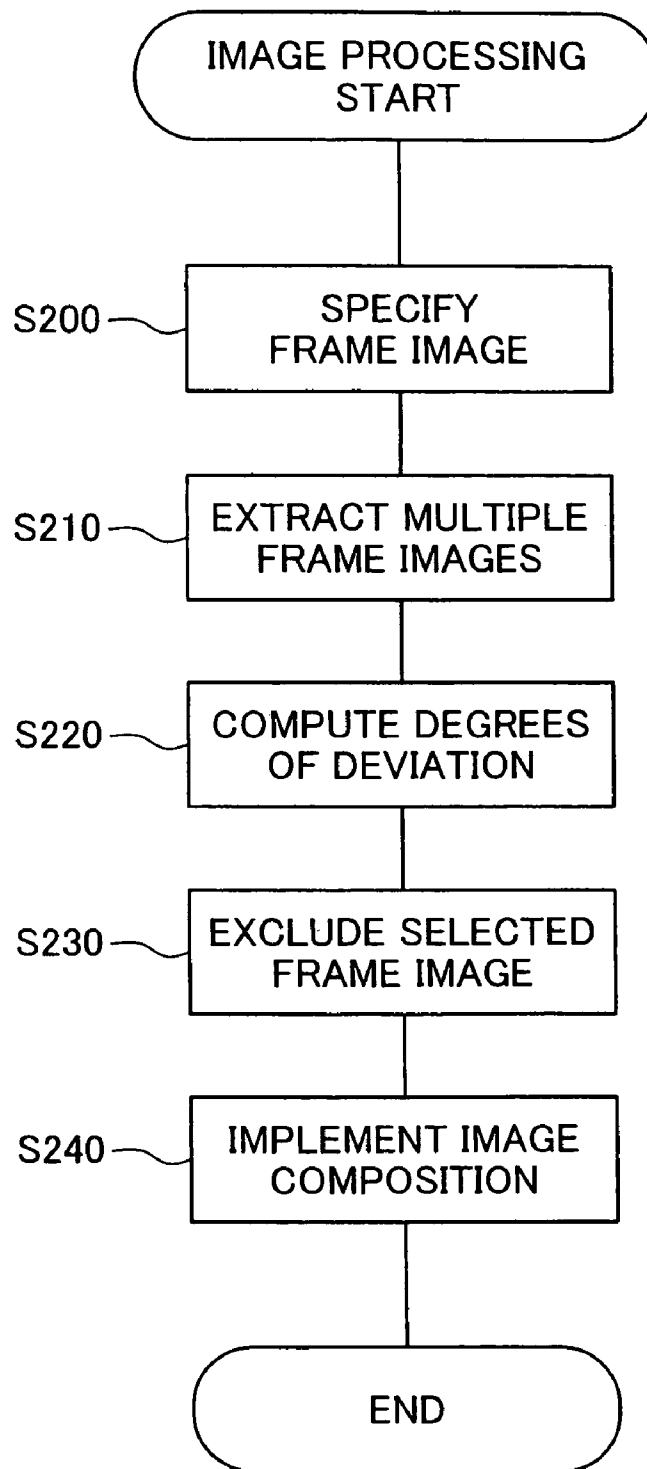 IMAGE PROCESSING
START
S200
SPECIFY
FRAME IMAGE
S210
EXTRACT MULTIPLE
FRAME IMAGES
S220
COMPUTE DEGREES
OF DEVIATION
S230
EXCLUDE SELECTED
FRAME IMAGE
S240
IMPLEMENT IMAGE
COMPOSITION
END